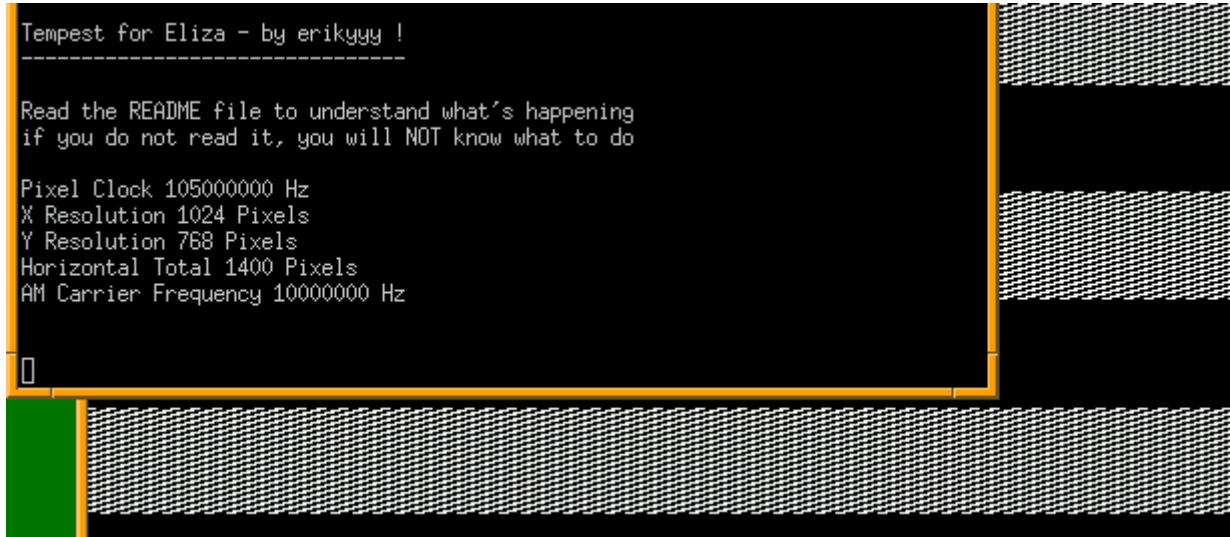 Tempest for Eliza - by erikyyy !
--------------------------------
Read the README file to understand what's happening
if you do not read it, you will NOT know what to do
Pixel Clock 105000000 Hz
X Resolution 1024 Pixels
Y Resolution 768 Pixels
Horizontal Total 1400 Pixels
AM Carrier Frequency 10000000 Hz